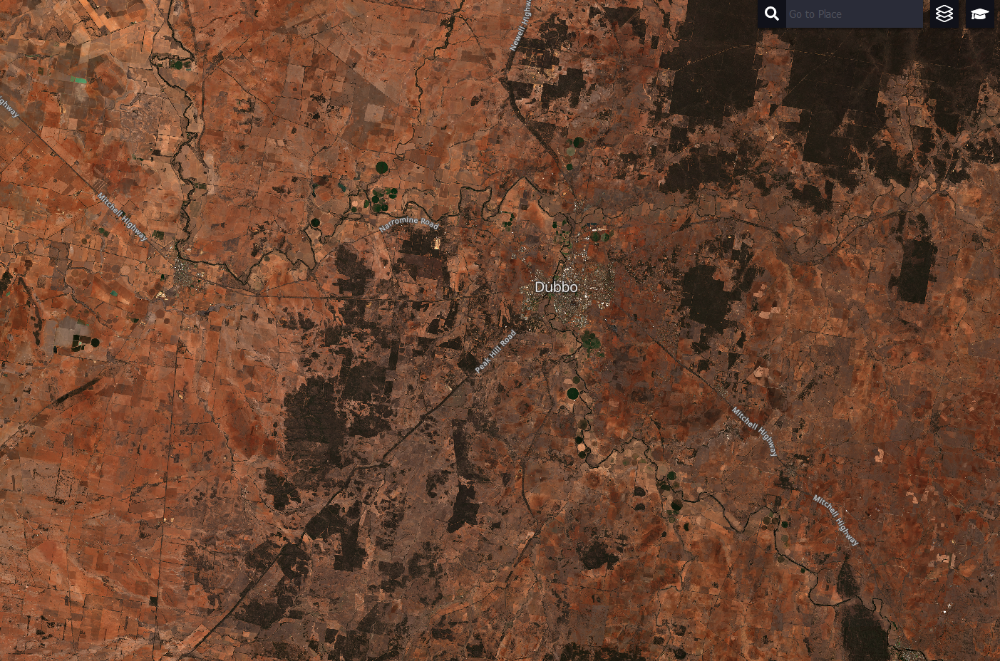 Go to Place
Newell Highw
ghway
Mitchell Highway
Narromine Road
Dubbo
Peak Hill Road
Mitchell Highway
Mitchell Highway